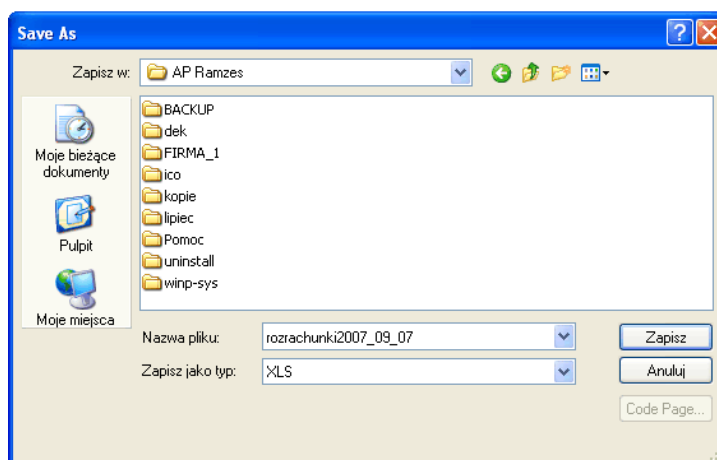 Save As
Zapisz w:
AP Ramzes
BACKUP
dek
FIRMA_1
ico
kopie
lipiec
Pomoc
uninstall
winp-sys
Moje bieżące
dokumenty
Pulpit
Moje miejsca
Nazwa pliku:
rozrachunki2007_09_07
Zapisz
Zapisz jako typ:
XLS
Anuluj
Code Page...